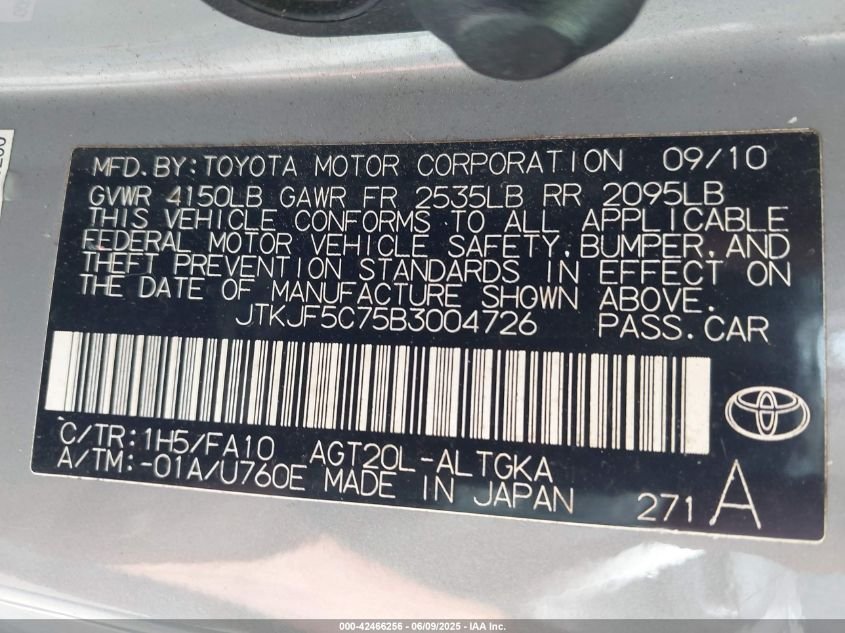 MFD. BY: TOYOTA MOTOR CORPORATION 09/10
GVWR 4150LB GAWR FR 2535LB RR 2095LB
THIS VEHICLE CONFORMS TO ALL APPLICABLE
FEDERAL MOTOR VEHICLE SAFETY, BUMPER, AND
THEFT PREVENTION STANDARDS IN EFFECT ON
THE DATE OF MANUFACTURE SHOWN ABOVE.
JTKJF5C75B3004726 PASS. CAR
C/TR: 1H5/FA10 AGT20L-ALTGKA
A/TM: -01A/U760E MADE IN JAPAN
271 A
000-42466256 | 06/09/2025 - IAA Inc.